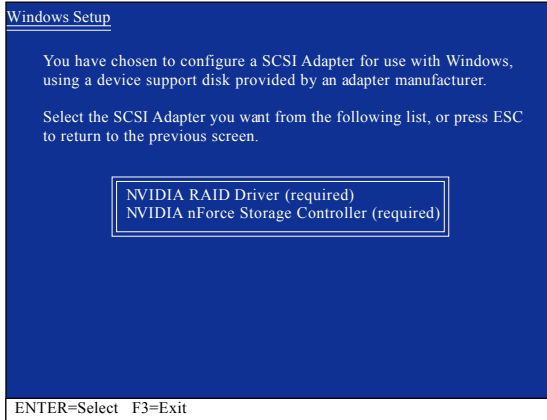 Windows Setup
You have chosen to configure a SCSI Adapter for use with Windows,
using a device support disk provided by an adapter manufacturer.
Select the SCSI Adapter you want from the following list, or press ESC
to return to the previous screen.
NVIDIA RAID Driver (required)
NVIDIA nForce Storage Controller (required)
ENTER=Select F3=Exit